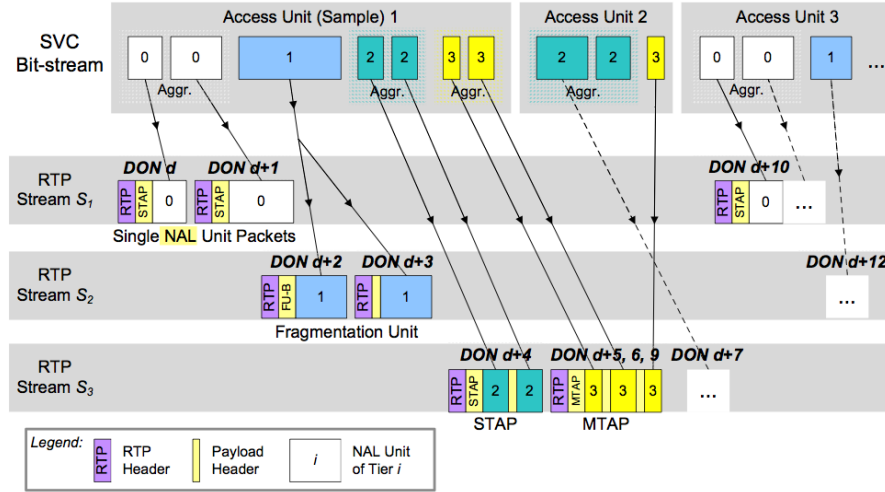 SVC
Bit-stream
Access Unit (Sample) 1
Access Unit 2
Access Unit 3
0
0
1
2
2
3
3
2
2
3
0
0
1
...
Aggr.
Aggr.
Aggr.
Aggr.
Aggr.
RTP
Stream S1
DON d
DON d+1
DON d+10
RTP
STAP
0
RTP
STAP
0
RTP
STAP
0
...
Single NAL Unit Packets
RTP
Stream S2
DON d+2
DON d+3
DON d+12
RTP
FU-B
1
RTP
1
...
Fragmentation Unit
RTP
Stream S3
DON d+4
DON d+5, 6, 9
DON d+7
RTP
STAP
2
2
RTP
MTAP
3
3
3
...
STAP
MTAP
Legend:
RTP
RTP
Header
Payload
Header
i
NAL Unit
of Tier i